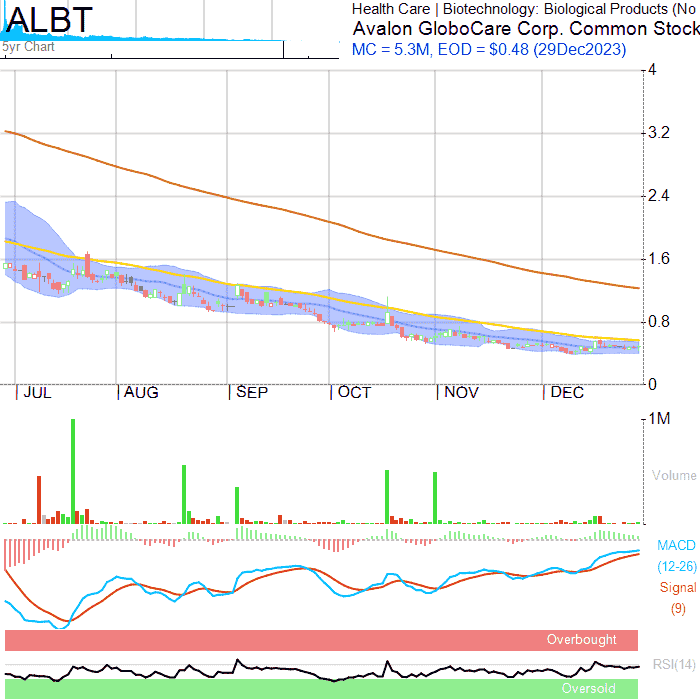 ALBT
5yr Chart
Health Care | Biotechnology: Biological Products (No
Avalon GloboCare Corp. Common Stock
MC = 5.3M, EOD = $0.48 (29Dec2023)
4
3.2
2.4
1.6
0.8
0
JUL AUG SEP OCT NOV DEC
1M
Volume
MACD
(12-26)
Signal
(9)
Overbought
RSI(14)
Oversold